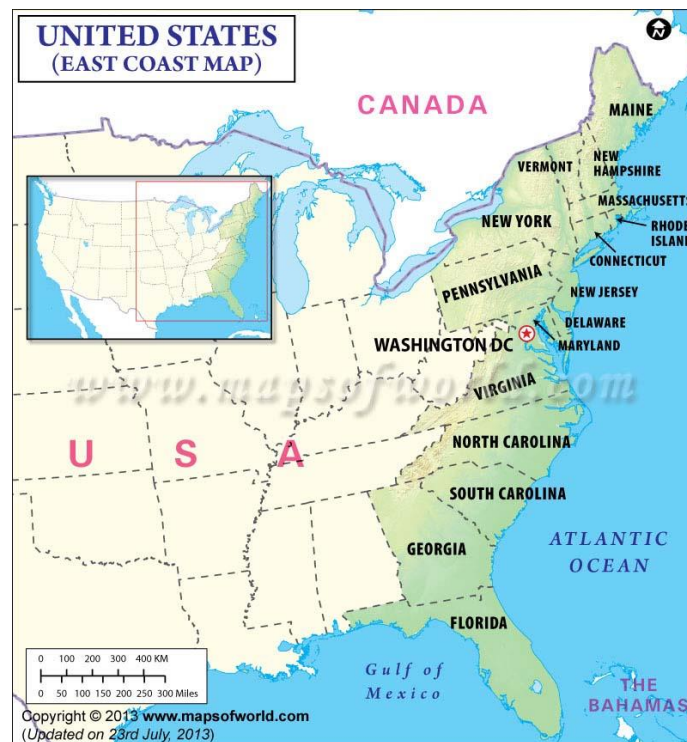 UNITED STATES
(EAST COAST MAP)
N
CANADA
MAINE
VERMONT
NEW
HAMPSHIRE
MASSACHUSETTS
NEW YORK
RHODE
ISLAND
CONNECTICUT
PENNSYLVANIA
NEW JERSEY
DELAWARE
WASHINGTON DC
MARYLAND
www.mapsofworld.com
VIRGINIA
USA
NORTH CAROLINA
SOUTH CAROLINA
GEORGIA
ATLANTIC
OCEAN
FLORIDA
0 100 200 300 400 KM
0 50 100 150 200 250 300 Miles
Gulf of
Mexico
THE
BAHAMAS
Copyright © 2013 www.mapsofworld.com
(Updated on 23rd July, 2013)